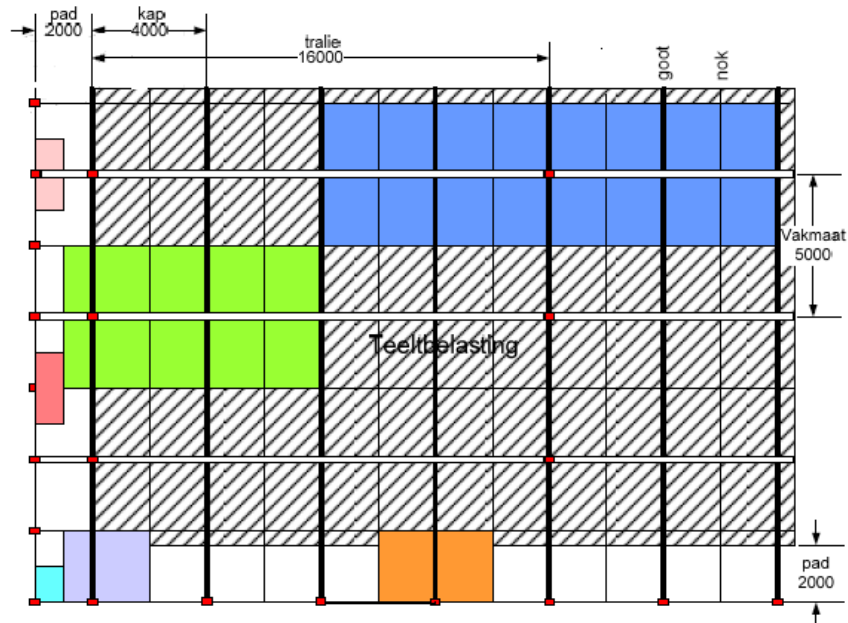 pad
2000
kap
4000
tralie
16000
goot
nok
Vakmaat
5000
Teeltbelasting
pad
2000